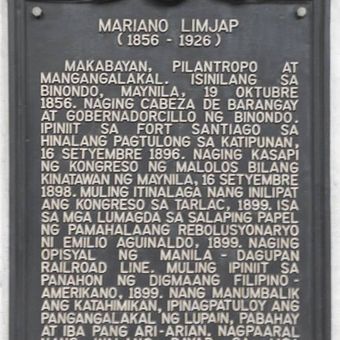 MARIANO LIMJAP
(1856 - 1926)
MAKABAYAN, PILANTROPO AT
MANGANGALAKAL. ISINILANG SA
BINONDO, MAYNILA, 19 OKTUBRE
1856. NAGING CABEZA DE BARANGAY
AT GOBERNADORCILLO NG BINONDO.
IPINIIT SA FORT SANTIAGO SA
HINALANG PAGTULONG SA KATIPUNAN,
16 SETYEMBRE 1896. NAGING KASAPI
NG KONGRESO NG MALOLOS BILANG
KINATAWAN NG MAYNILA, 16 SETYEMBRE
1898. MULING ITINALAGA NANG INILIPAT
ANG KONGRESO SA TARLAC, 1899. ISA
SA MGA LUMAGDA SA SALAPING PAPEL
NG PAMAHALAANG REBOLUSYONARYO
NI EMILIO AGUINALDO, 1899. NAGING
OPISYAL NG MANILA - DAGUPAN
RAILROAD LINE. MULING IPINIIT SA
PANAHON NG DIGMAANG FILIPINO-
AMERIKANO, 1899. NANG MANUMBALIK
ANG KATAHIMIKAN, IPINAGPATULOY ANG
PANGANGALAKAL NG LUPAIN, PABAHAY
AT IBA PANG ARI-ARIAN. NAGPAARAL